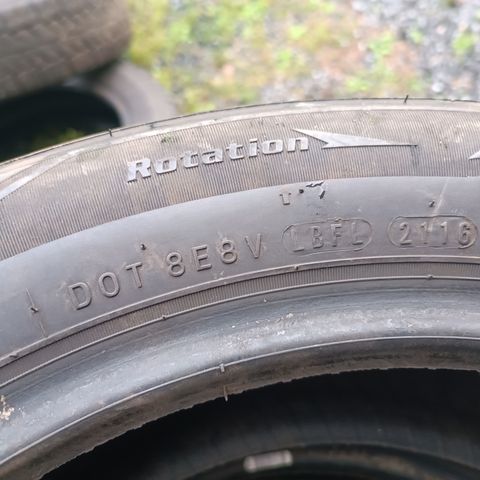 Rotation
T
DOT 8E8V LBFL 2116